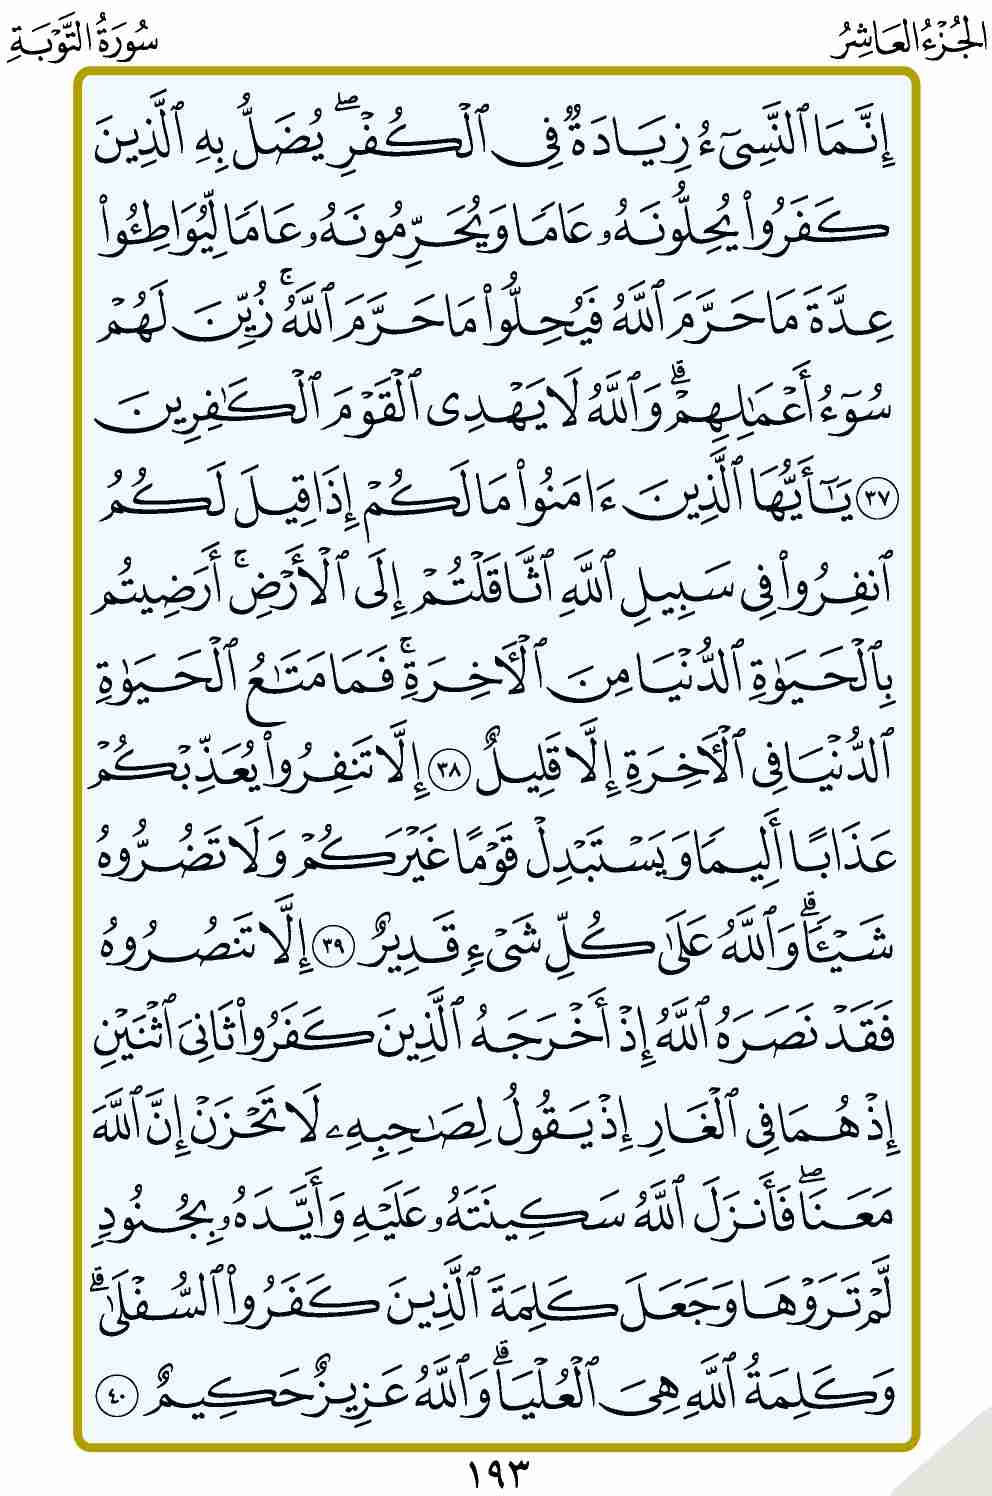 الجُزْءُ العَاشِرُ سُورَةُ التَّوْبَةِ
إِنَّمَا ٱلنَّسِىٓءُ زِيَادَةٌ فِى ٱلْكُفْرِ ۖ يُضَلُّ بِهِ ٱلَّذِينَ
كَفَرُوا۟ يُحِلُّونَهُۥ عَامًا وَيُحَرِّمُونَهُۥ عَامًا لِّيُوَاطِـُٔوا۟
عِدَّةَ مَا حَرَّمَ ٱللَّهُ فَيُحِلُّوا۟ مَا حَرَّمَ ٱللَّهُ ۚ زُيِّنَ لَهُمْ
سُوٓءُ أَعْمَـٰلِهِمْ ۗ وَٱللَّهُ لَا يَهْدِى ٱلْقَوْمَ ٱلْكَـٰفِرِينَ
٣٧ يَـٰٓأَيُّهَا ٱلَّذِينَ ءَامَنُوا۟ مَا لَكُمْ إِذَا قِيلَ لَكُمُ
ٱنفِرُوا۟ فِى سَبِيلِ ٱللَّهِ ٱثَّاقَلْتُمْ إِلَى ٱلْأَرْضِ ۚ أَرَضِيتُم
بِٱلْحَيَوٰةِ ٱلدُّنْيَا مِنَ ٱلْـَٔاخِرَةِ ۚ فَمَا مَتَـٰعُ ٱلْحَيَوٰةِ
ٱلدُّنْيَا فِى ٱلْـَٔاخِرَةِ إِلَّا قَلِيلٌ ٣٨ إِلَّا تَنفِرُوا۟ يُعَذِّبْكُمْ
عَذَابًا أَلِيمًا وَيَسْتَبْدِلْ قَوْمًا غَيْرَكُمْ وَلَا تَضُرُّوهُ
شَيْـًٔا ۗ وَٱللَّهُ عَلَىٰ كُلِّ شَىْءٍ قَدِيرٌ ٣٩ إِلَّا تَنصُرُوهُ
فَقَدْ نَصَرَهُ ٱللَّهُ إِذْ أَخْرَجَهُ ٱلَّذِينَ كَفَرُوا۟ ثَانِىَ ٱثْنَيْنِ
إِذْ هُمَا فِى ٱلْغَارِ إِذْ يَقُولُ لِصَـٰحِبِهِۦ لَا تَحْزَنْ إِنَّ ٱللَّهَ
مَعَنَا ۖ فَأَنزَلَ ٱللَّهُ سَكِينَتَهُۥ عَلَيْهِ وَأَيَّدَهُۥ بِجُنُودٍ
لَّمْ تَرَوْهَا وَجَعَلَ كَلِمَةَ ٱلَّذِينَ كَفَرُوا۟ ٱلسُّفْلَىٰ ۗ
وَكَلِمَةُ ٱللَّهِ هِىَ ٱلْعُلْيَا ۗ وَٱللَّهُ عَزِيزٌ حَكِيمٌ ٤٠
١٩٣